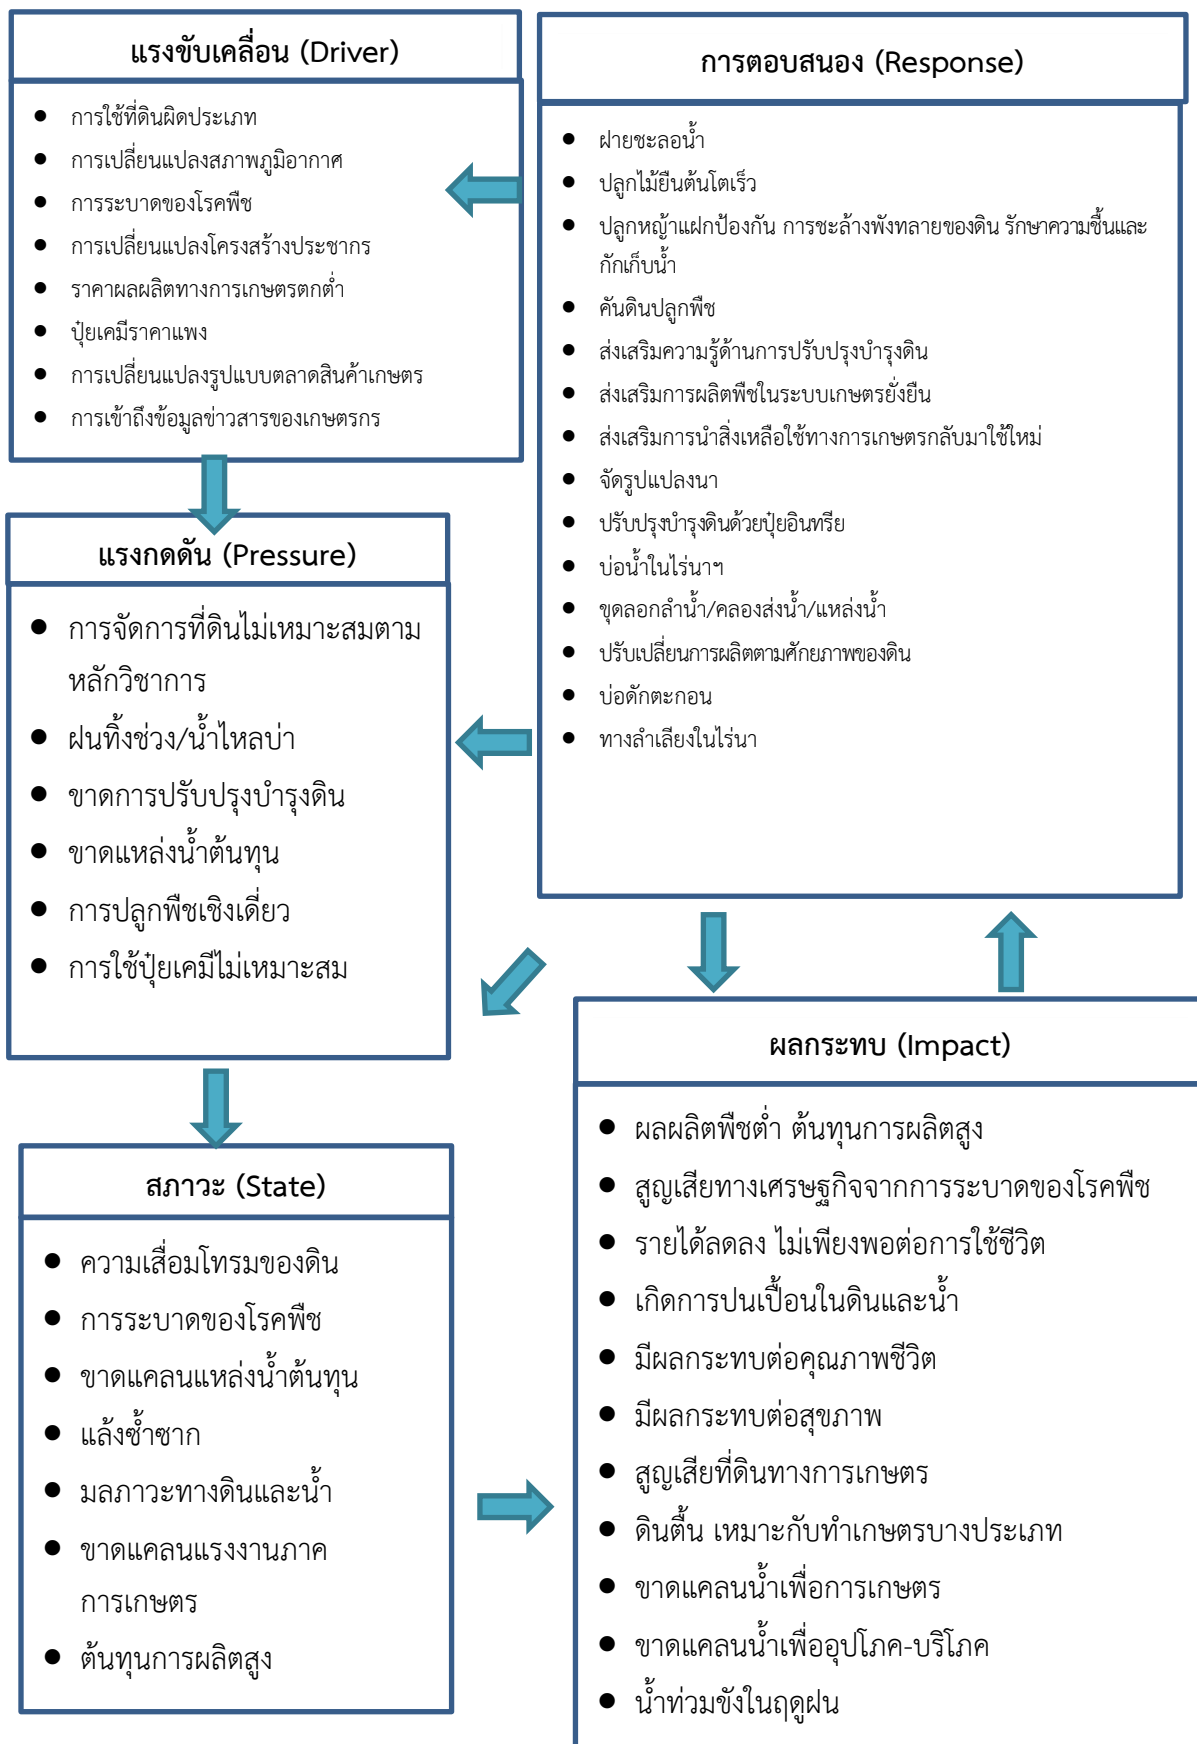 แรงขับเคลื่อน (Driver)
● การใช้ที่ดินผิดประเภท
● การเปลี่ยนแปลงสภาพภูมิอากาศ
● การระบาดของโรคพืช
● การเปลี่ยนแปลงโครงสร้างประชากร
● ราคาผลผลิตทางการเกษตรตกต่ำ
● ปุ๋ยเคมีราคาแพง
● การเปลี่ยนแปลงรูปแบบตลาดสินค้าเกษตร
● การเข้าถึงข้อมูลข่าวสารของเกษตรกร
การตอบสนอง (Response)
● ฝายชะลอน้ำ
● ปลูกไม้ยืนต้นโตเร็ว
● ปลูกหญ้าแฝกป้องกัน การชะล้างพังทลายของดิน รักษาความชื้นและ
กักเก็บน้ำ
● คันดินปลูกพืช
● ส่งเสริมความรู้ด้านการปรับปรุงบำรุงดิน
● ส่งเสริมการผลิตพืชในระบบเกษตรยั่งยืน
● ส่งเสริมการนำสิ่งเหลือใช้ทางการเกษตรกลับมาใช้ใหม่
● จัดรูปแปลงนา
● ปรับปรุงบำรุงดินด้วยปุ๋ยอินทรีย
● บ่อน้ำในไร่นาฯ
● ขุดลอกลำน้ำ/คลองส่งน้ำ/แหล่งน้ำ
● ปรับเปลี่ยนการผลิตตามศักยภาพของดิน
● บ่อดักตะกอน
● ทางลำเลียงในไร่นา
แรงกดดัน (Pressure)
● การจัดการที่ดินไม่เหมาะสมตาม
หลักวิชาการ
● ฝนทิ้งช่วง/น้ำไหลบ่า
● ขาดการปรับปรุงบำรุงดิน
● ขาดแหล่งน้ำต้นทุน
● การปลูกพืชเชิงเดี่ยว
● การใช้ปุ๋ยเคมีไม่เหมาะสม
สภาวะ (State)
● ความเสื่อมโทรมของดิน
● การระบาดของโรคพืช
● ขาดแคลนแหล่งน้ำต้นทุน
● แล้งซ้ำซาก
● มลภาวะทางดินและน้ำ
● ขาดแคลนแรงงานภาค
การเกษตร
● ต้นทุนการผลิตสูง
ผลกระทบ (Impact)
● ผลผลิตพืชต่ำ ต้นทุนการผลิตสูง
● สูญเสียทางเศรษฐกิจจากการระบาดของโรคพืช
● รายได้ลดลง ไม่เพียงพอต่อการใช้ชีวิต
● เกิดการปนเปื้อนในดินและน้ำ
● มีผลกระทบต่อคุณภาพชีวิต
● มีผลกระทบต่อสุขภาพ
● สูญเสียที่ดินทางการเกษตร
● ดินตื้น เหมาะกับทำเกษตรบางประเภท
● ขาดแคลนน้ำเพื่อการเกษตร
● ขาดแคลนน้ำเพื่ออุปโภค-บริโภค
● น้ำท่วมขังในฤดูฝน